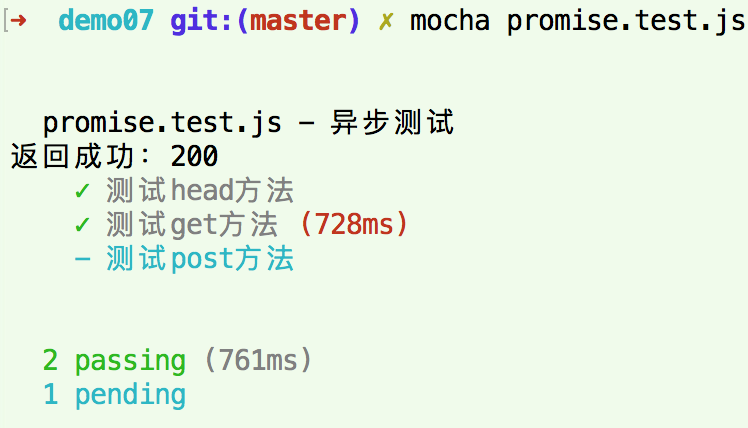 ➜ demo07 git:(master) ✗ mocha promise.test.js
promise.test.js - 异步测试
返回成功: 200
✓ 测试head方法
✓ 测试get方法 (728ms)
- 测试post方法
2 passing (761ms)
1 pending